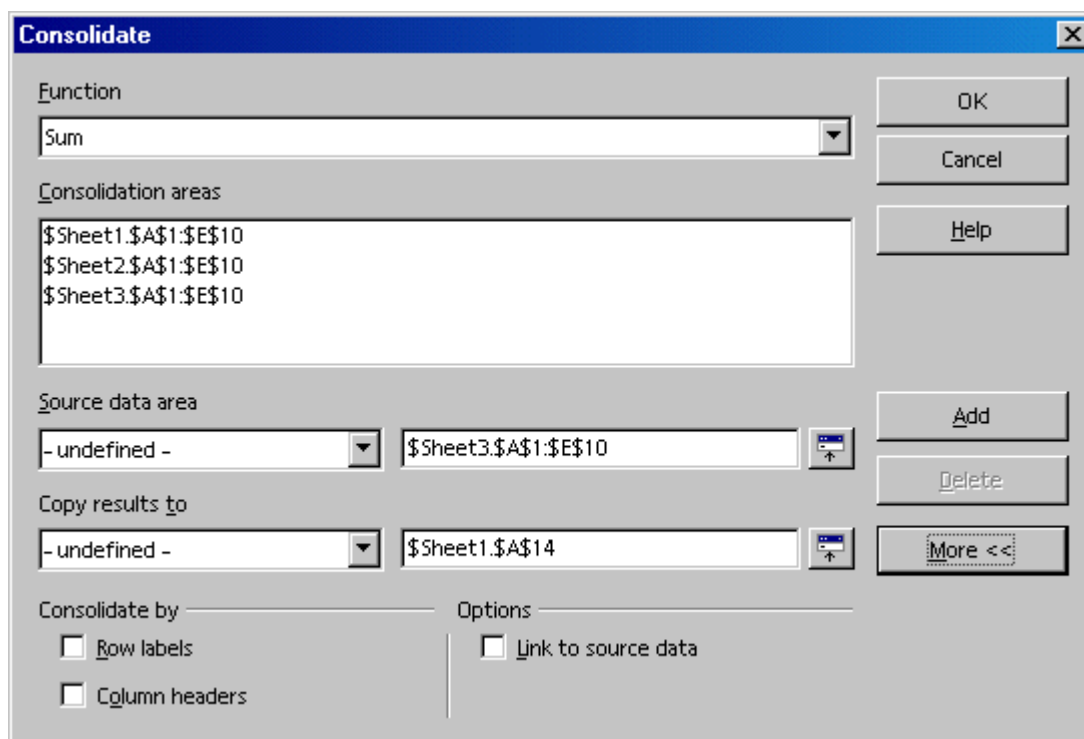 Consolidate
Function
OK
Sum
Cancel
Consolidation areas
$Sheet1.$A$1:$E$10
$Sheet2.$A$1:$E$10
$Sheet3.$A$1:$E$10
Help
Source data area
Add
- undefined -
$Sheet3.$A$1:$E$10
Delete
Copy results to
- undefined -
$Sheet1.$A$14
More <<
Consolidate by
Options
Row labels
Link to source data
Column headers